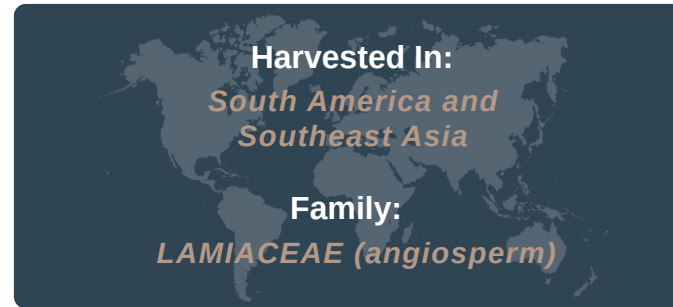 Harvested In:
South America and
Southeast Asia
Family:
LAMIACEAE (angiosperm)